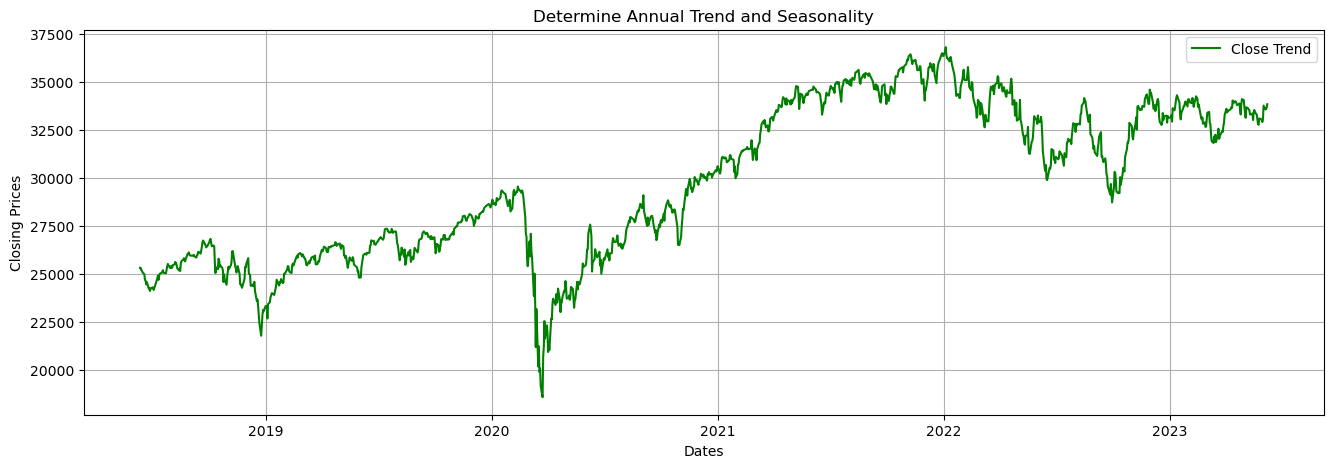 Determine Annual Trend and Seasonality
37500
35000
32500
30000
27500
25000
22500
20000
Closing Prices
Close Trend
2019 2020 2021 2022 2023
Dates